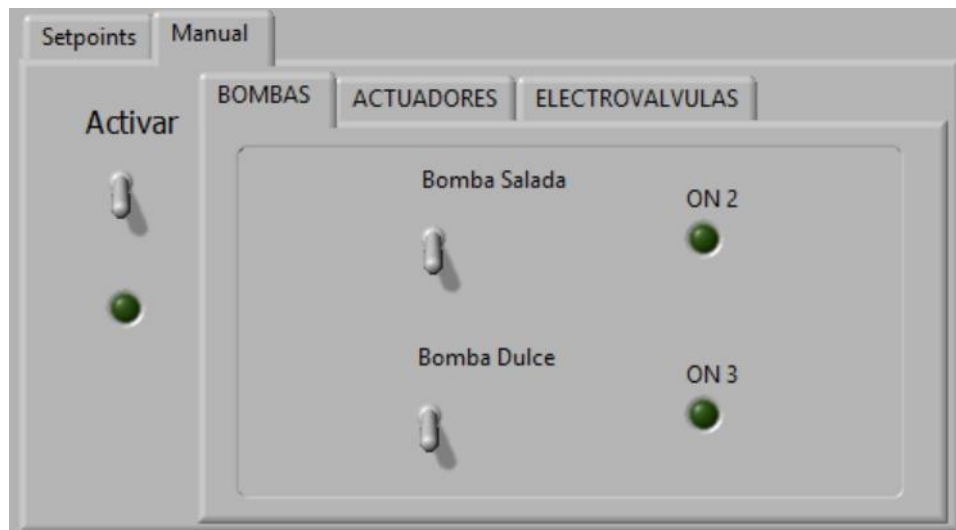 Setpoints Manual
Activar
BOMBAS ACTUADORES ELECTROVALVULAS
Bomba Salada
ON 2
Bomba Dulce
ON 3